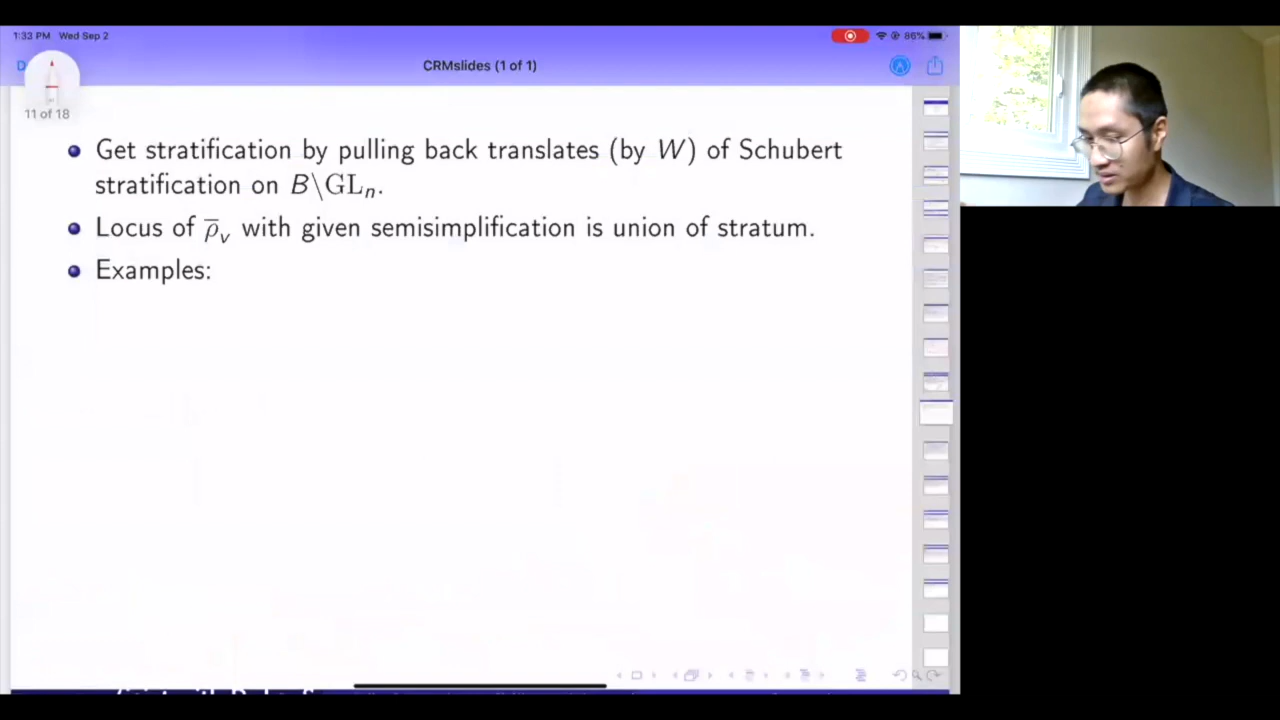 1:33 PM Wed Sep 2
86%
CRMslides (1 of 1)
11 of 18
Get stratification by pulling back translates (by W) of Schubert
stratification on B\GLₙ.
Locus of ρ̅ᵥ with given semisimplification is union of stratum.
Examples: